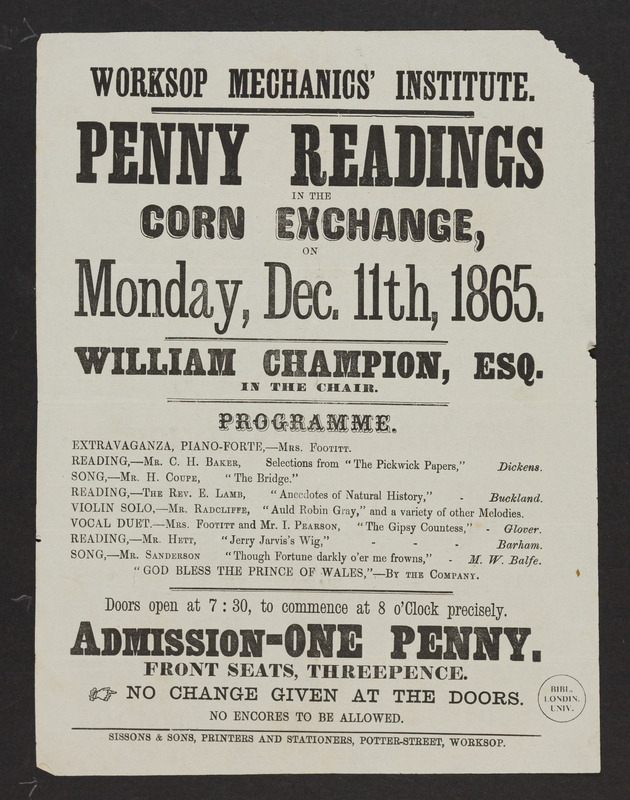 WORKSOP MECHANICS' INSTITUTE.
PENNY READINGS
IN THE
CORN EXCHANGE,
ON
Monday, Dec. 11th, 1865.
WILLIAM CHAMPION, ESQ.
IN THE CHAIR.
PROGRAMME.
EXTRAVAGANZA, PIANO-FORTE,—MRS. FOOTITT.
READING,—MR. C. H. BAKER, Selections from "The Pickwick Papers," Dickens.
SONG,—MR. H. COUPE, "The Bridge."
READING,—THE REV. E. LAMB, "Anecdotes of Natural History," - Buckland.
VIOLIN SOLO,—MR. RADCLIFFE, "Auld Robin Gray," and a variety of other Melodies.
VOCAL DUET.—MRS. FOOTITT and MR. I. PEARSON, "The Gipsy Countess," - Glover.
READING,—MR. HETT, "Jerry Jarvis's Wig," - - - Barham.
SONG,—MR. SANDERSON "Though Fortune darkly o'er me frowns," - M. W. Balfe.
"GOD BLESS THE PRINCE OF WALES,"—BY THE COMPANY.
Doors open at 7:30, to commence at 8 o'Clock precisely.
ADMISSION-ONE PENNY.
FRONT SEATS, THREEPENCE.
☞ NO CHANGE GIVEN AT THE DOORS.
NO ENCORES TO BE ALLOWED.
BIBL.
LONDIN.
UNIV.
SISSONS & SONS, PRINTERS AND STATIONERS, POTTER-STREET, WORKSOP.